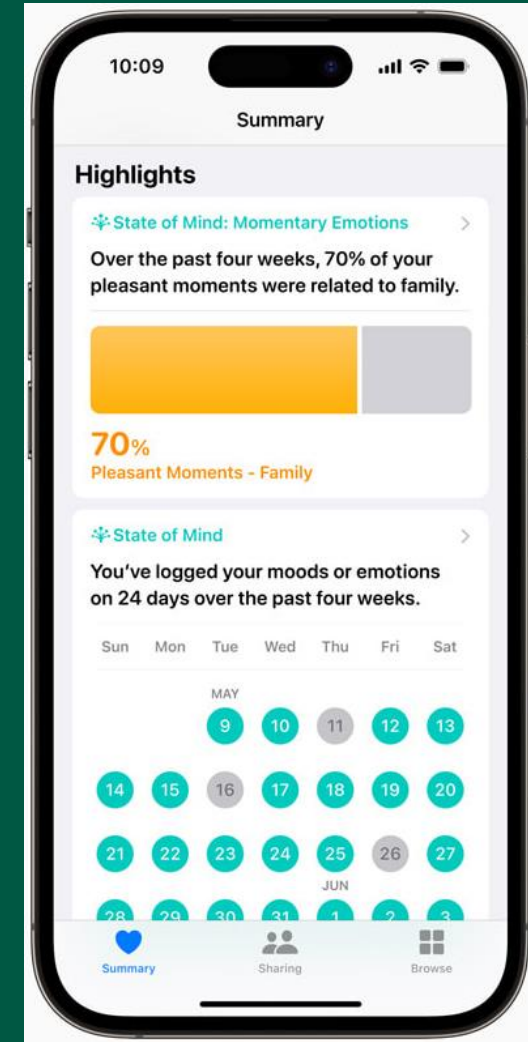 10:09
Summary
Highlights
State of Mind: Momentary Emotions
Over the past four weeks, 70% of your
pleasant moments were related to family.
70%
Pleasant Moments - Family
State of Mind
You've logged your moods or emotions
on 24 days over the past four weeks.
Sun Mon Tue Wed Thu Fri Sat
MAY
9 10 11 12 13
14 15 16 17 18 19 20
21 22 23 24 25 26 27
JUN
28 29 30 31 1 2 3
Summary Sharing Browse